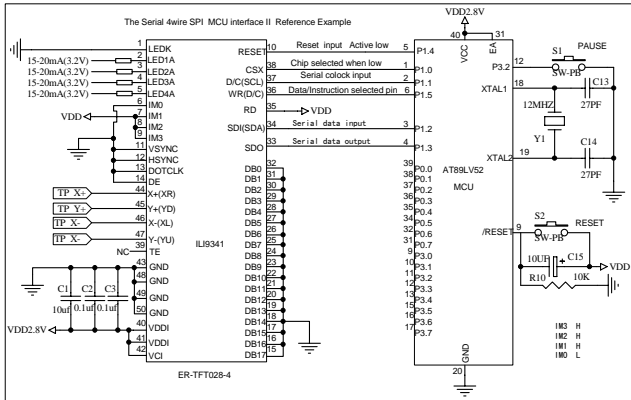 The Serial 4wire SPI MCU interface II Reference Example
VDD2.8V
1 LEDK
15-20mA(3.2V) 2 LED1A
15-20mA(3.2V) 3 LED2A
15-20mA(3.2V) 4 LED3A
15-20mA(3.2V) 5 LED4A
6 IM0
VDD 7 IM1
8 IM2
9 IM3
11 VSYNC
12 HSYNC
13 DOTCLK
14 DE
TP X+ 44 X+(XR)
TP Y+ 45 Y+(YD)
TP X- 46 X-(XL)
TP X- 47 Y-(YU)
NC 39 TE
43 GND
48 GND
49 GND
50 GND
C1 C2 C3
10uf 0.1uf 0.1uf
VDD2.8V 40 VDDI
41 VDDI
42 VCI
ILI9341
ER-TFT028-4
RESET 10 Reset input Active low 5 P1.4
CSX 38 Chip selected when low 1 P1.0
D/C(SCL) 37 Serial colock input 2 P1.1
WR(D/C) 36 Data/Instruction selected pin 6 P1.5
RD 35 VDD
SDI(SDA) 34 Serial data input 3 P1.2
SDO 33 Serial data output 4 P1.3
DB0 32
DB1 31
DB2 30
DB3 29
DB4 28
DB5 27
DB6 26
DB7 25
DB8 24
DB9 23
DB10 22
DB11 21
DB12 20
DB13 19
DB14 18
DB15 17
DB16 16
DB17 15
39 P0.0
38 P0.1
37 P0.2
36 P0.3
35 P0.4
34 P0.5
32 P0.6
31 P0.7
P3.0
P3.1
P3.2
P3.3
P3.4
P3.5
P3.6
17 P3.7
AT89LV52
MCU
40 VCC
31 EA
P3.2 12
S1 PAUSE
SW-PB
XTAL1 18
C13
27PF
12MHZ
Y1
C14
XTAL2 19
27PF
/RESET 9
S2 RESET
SW-PB
10UF C15 VDD
R10 10K
GND
20
IM3 H
IM2 H
IM1 H
IM0 L